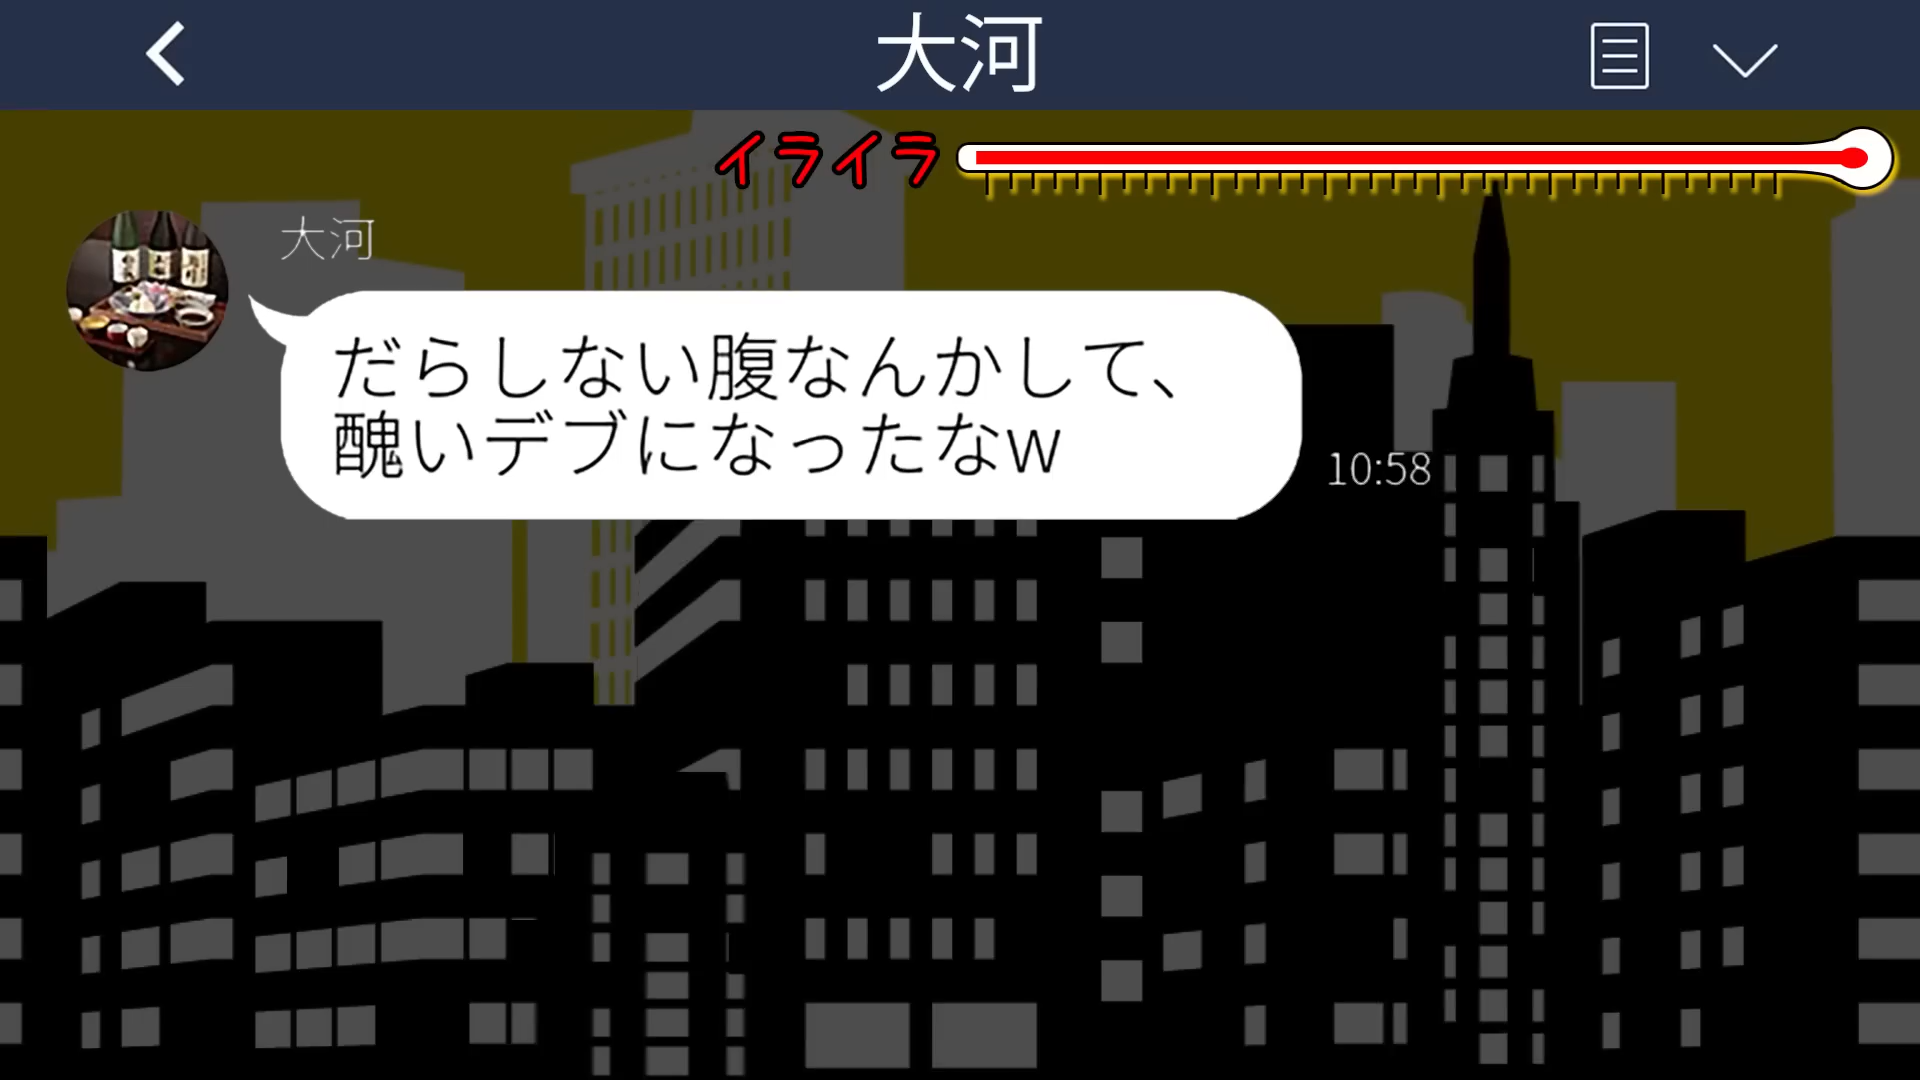 大河
イライラ
大河
だらしない腹なんかして、
醜いデブになったなw
10:58